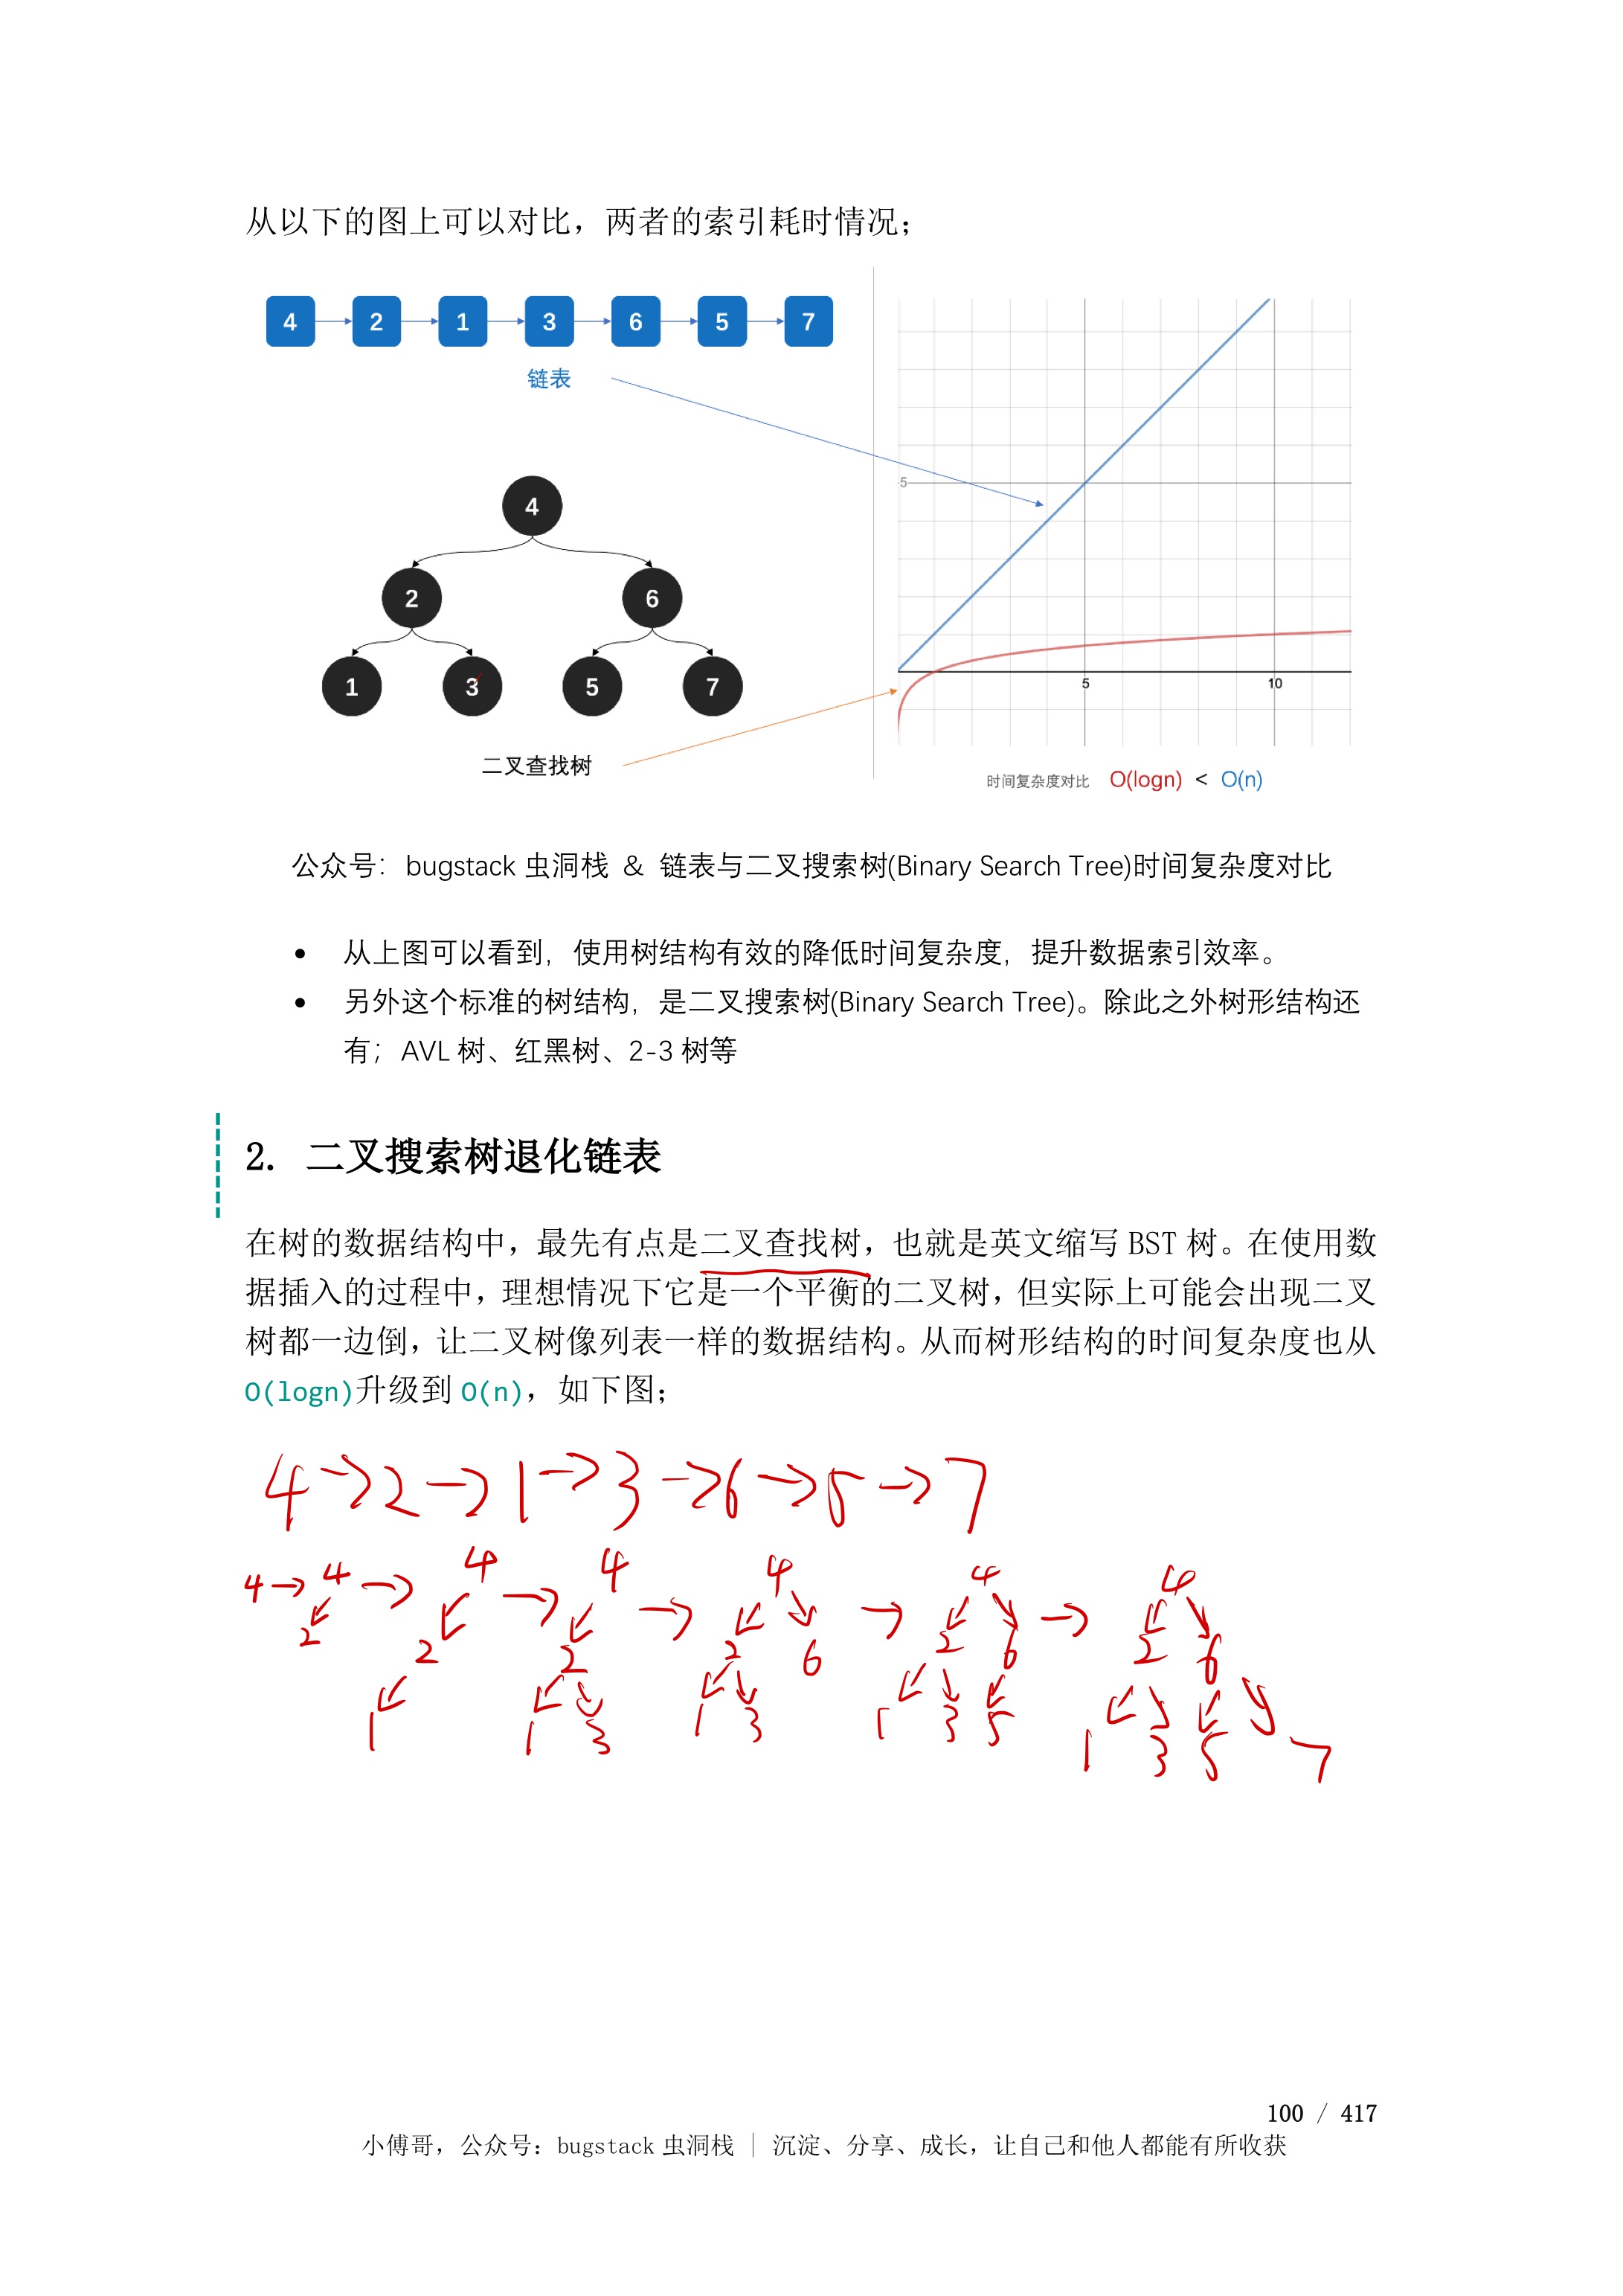 从以下的图上可以对比，两者的索引耗时情况；
4 2 1 3 6 5 7
链表
4
2 6
1 3 5 7
二叉查找树
5
5 10
时间复杂度对比 O(logn) < O(n)
公众号：bugstack 虫洞栈 & 链表与二叉搜索树(Binary Search Tree)时间复杂度对比
• 从上图可以看到，使用树结构有效的降低时间复杂度，提升数据索引效率。
• 另外这个标准的树结构，是二叉搜索树(Binary Search Tree)。除此之外树形结构还
有；AVL 树、红黑树、2-3 树等
2. 二叉搜索树退化链表
在树的数据结构中，最先有点是二叉查找树，也就是英文缩写 BST 树。在使用数
据插入的过程中，理想情况下它是一个平衡的二叉树，但实际上可能会出现二叉
树都一边倒，让二叉树像列表一样的数据结构。从而树形结构的时间复杂度也从
O(logn)升级到 O(n)，如下图；
4→2→1→3→6→5→7
4→ 4 → 4 → 4 → 4 → 4 → 4
2 2 2 2 6 2 6 2 6
1 1 3 1 3 1 3 5 1 3 5 7
100 / 417
小傅哥，公众号：bugstack 虫洞栈 | 沉淀、分享、成长，让自己和他人都能有所收获